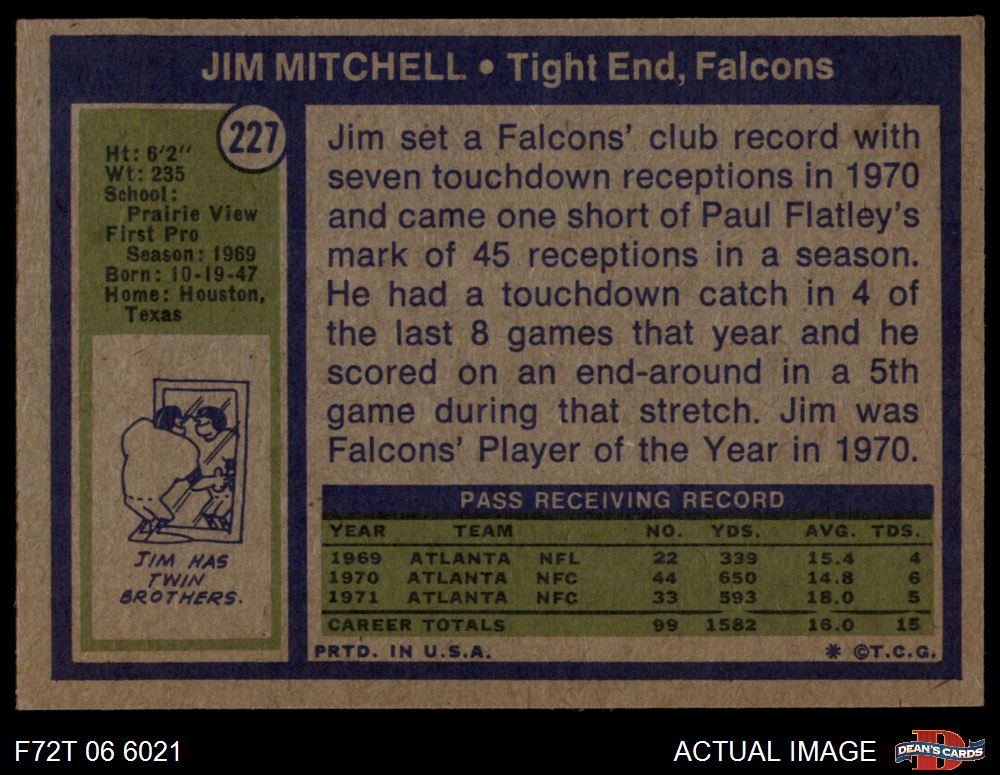 JIM MITCHELL • Tight End, Falcons
227
Ht: 6'2"
Wt: 235
School:
Prairie View
First Pro
Season: 1969
Born: 10-19-47
Home: Houston,
Texas
JIM HAS
TWIN
BROTHERS.
Jim set a Falcons' club record with
seven touchdown receptions in 1970
and came one short of Paul Flatley's
mark of 45 receptions in a season.
He had a touchdown catch in 4 of
the last 8 games that year and he
scored on an end-around in a 5th
game during that stretch. Jim was
Falcons' Player of the Year in 1970.
PASS RECEIVING RECORD
YEAR TEAM NO. YDS. AVG. TDS.
1969 ATLANTA NFL 22 339 15.4 4
1970 ATLANTA NFC 44 650 14.8 6
1971 ATLANTA NFC 33 593 18.0 5
CAREER TOTALS 99 1582 16.0 15
PRTD. IN U.S.A. * ©T.C.G.
F72T 06 6021 ACTUAL IMAGE
D
DEAN'S CARDS